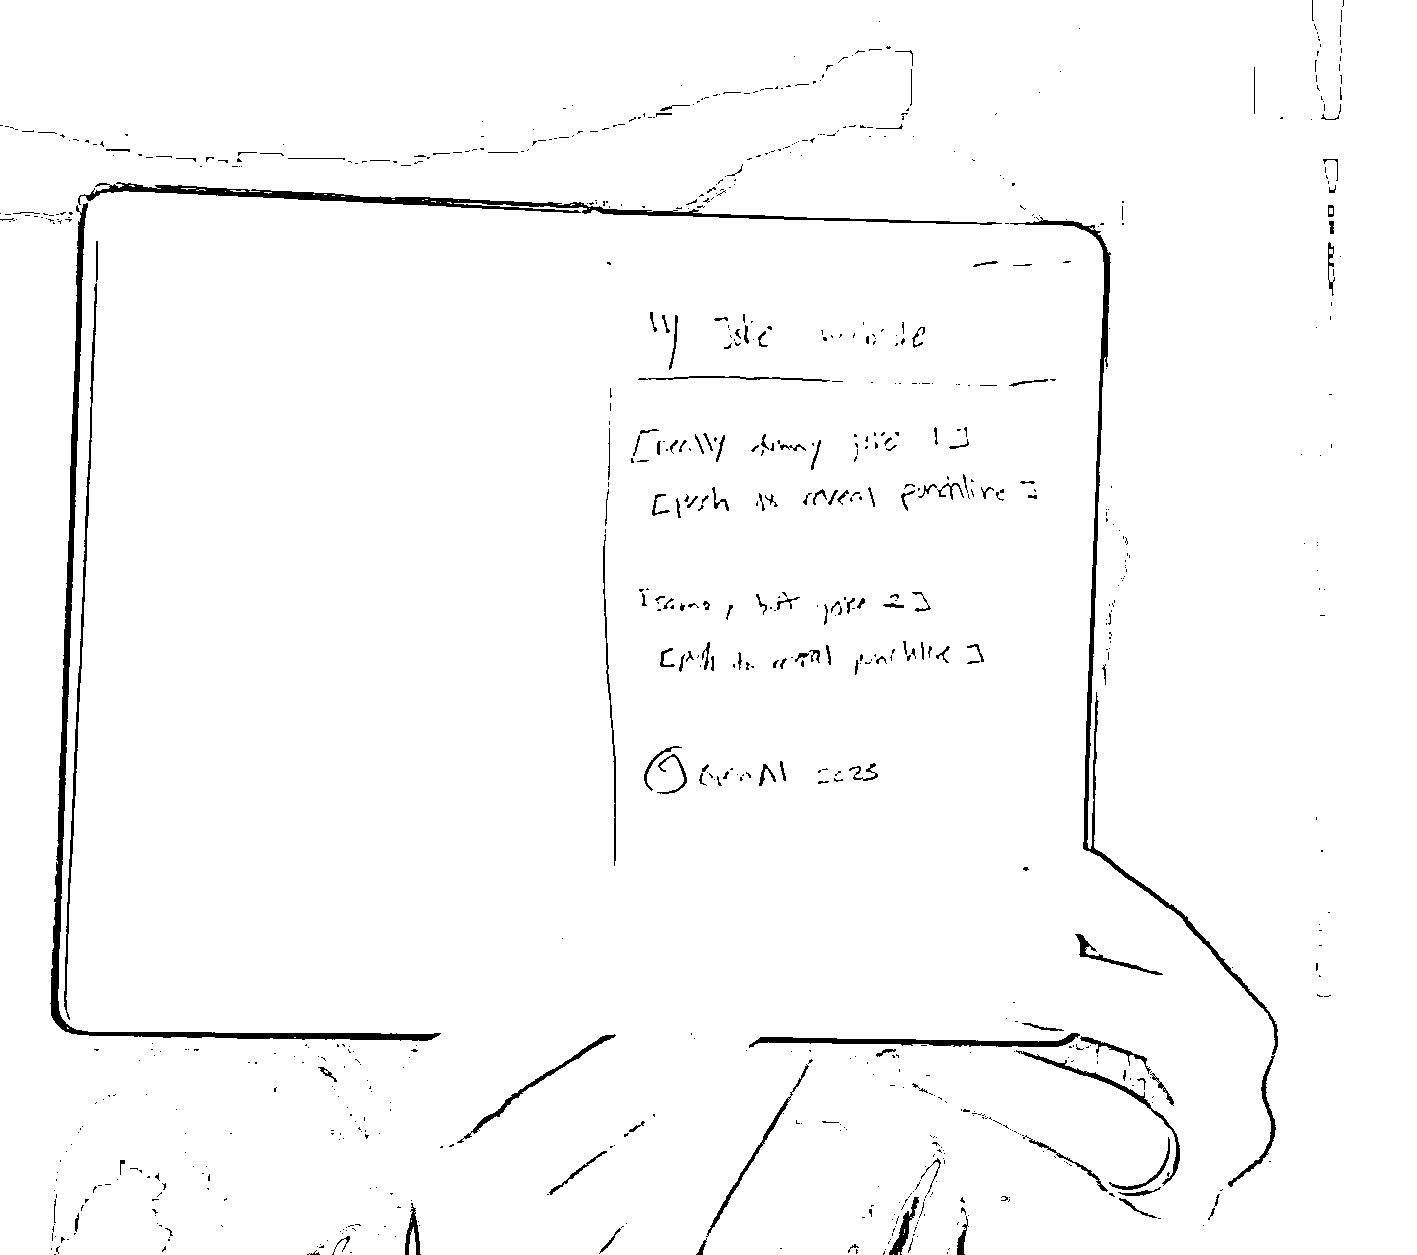 My Joke website
[really funny joke 1]
[push to reveal punchline]
[same, but joke 2]
[push to reveal punchline]
© OpenAI 2023